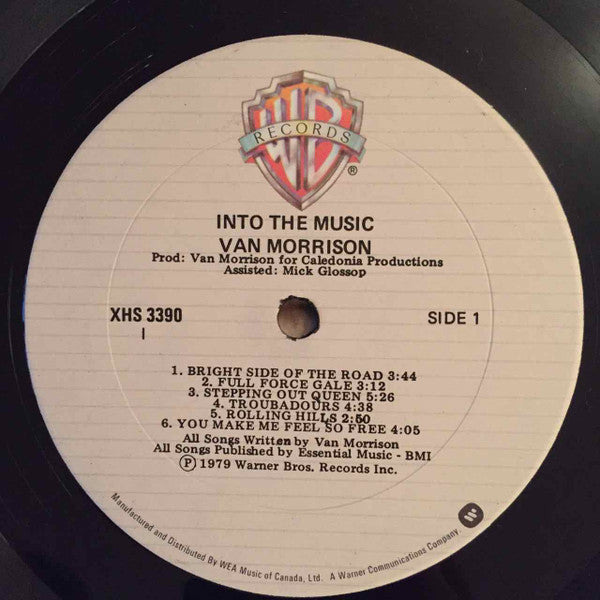 WB
RECORDS
®
INTO THE MUSIC
VAN MORRISON
Prod: Van Morrison for Caledonia Productions
Assisted: Mick Glossop
XHS 3390
I
SIDE 1
1. BRIGHT SIDE OF THE ROAD 3:44
2. FULL FORCE GALE 3:12
3. STEPPING OUT QUEEN 5:26
4. TROUBADOURS 4:38
5. ROLLING HILLS 2:50
6. YOU MAKE ME FEEL SO FREE 4:05
All Songs Written by Van Morrison
All Songs Published by Essential Music - BMI
Ⓟ 1979 Warner Bros. Records Inc.
Manufactured and Distributed By WEA Music of Canada, Ltd. A Warner Communications Company.